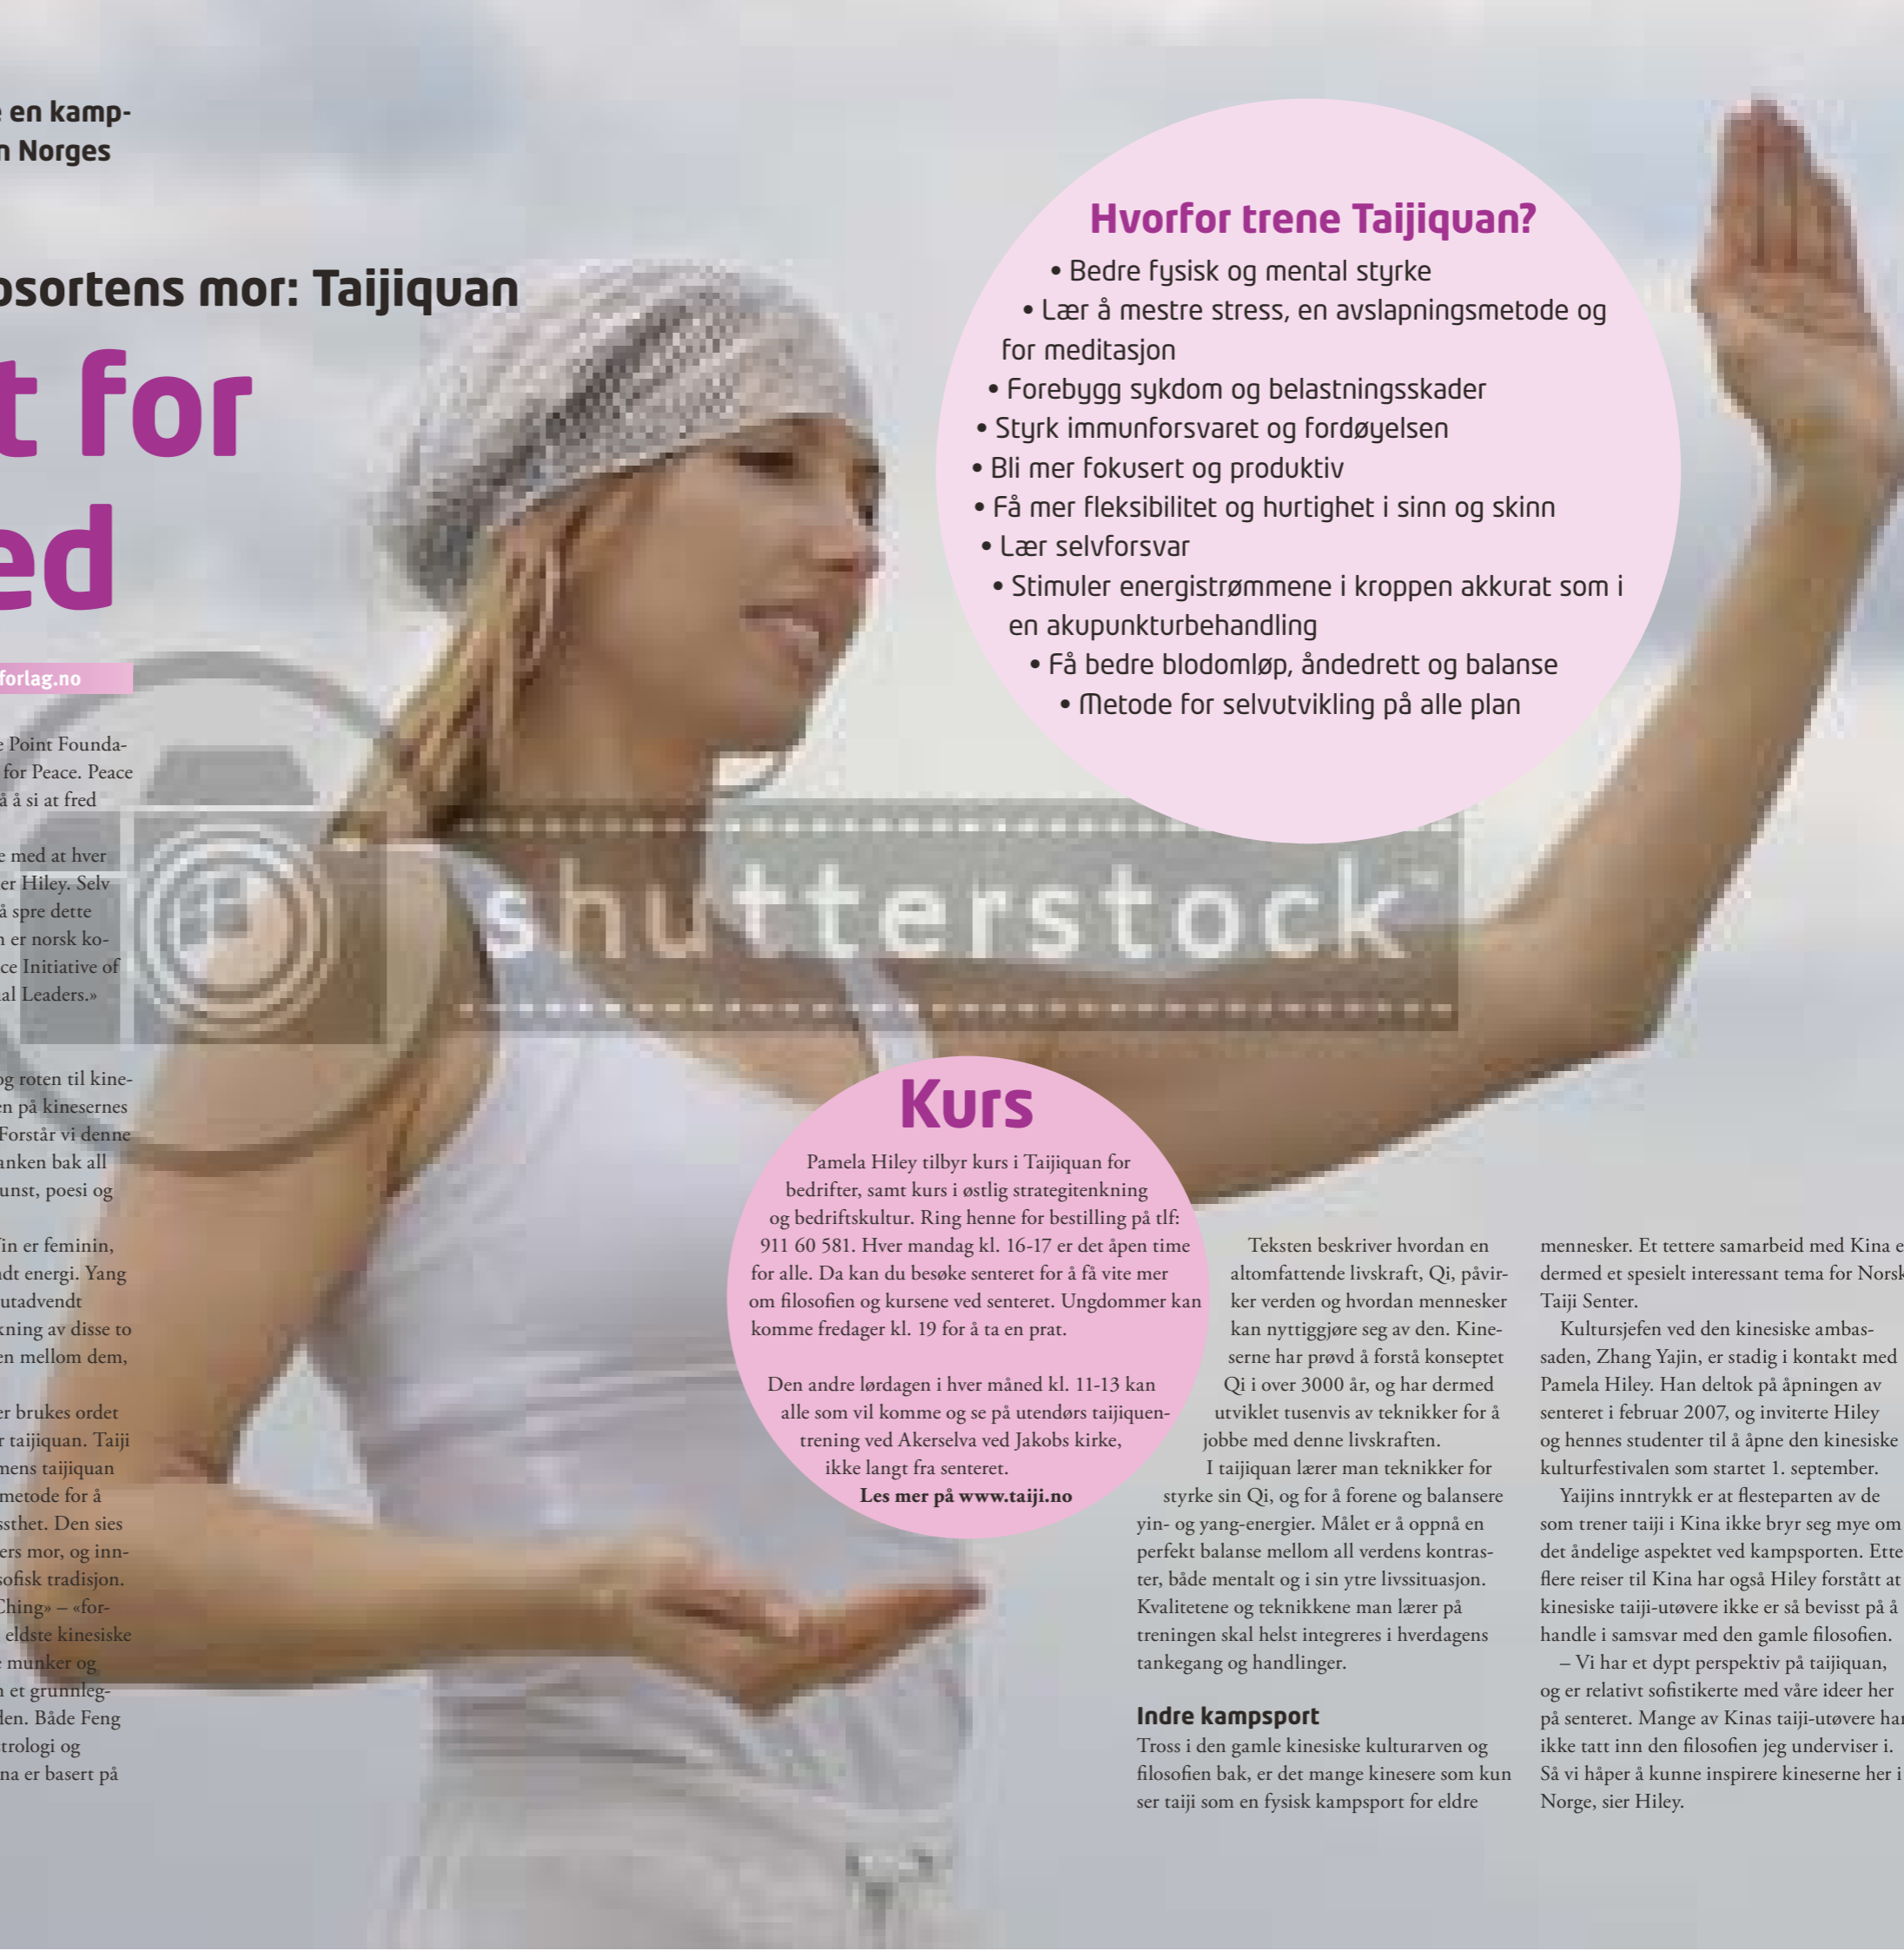 en kamp-
Norges
osortens mor: Taijiquan
t for
ed
forlag.no
Point Founda-
for Peace. Peace
å si at fred
med at hver
er Hiley. Selv
å spre dette
er norsk ko-
ce Initiative of
al Leaders.»
og roten til kine-
en på kinesernes
Forstår vi denne
anken bak all
unst, poesi og
in er feminin,
dt energi. Yang
utadvendt
kning av disse to
en mellom dem,
er brukes ordet
r taijiquan. Taiji
mens taijiquan
metode for å
ssthet. Den sies
ers mor, og inn-
sofisk tradisjon.
Ching» – «for-
eldste kinesiske
munker og
et grunnleg-
den. Både Feng
trologi og
na er basert på
Hvorfor trene Taijiquan?
• Bedre fysisk og mental styrke
• Lær å mestre stress, en avslapningsmetode og
for meditasjon
• Forebygg sykdom og belastningsskader
• Styrk immunforsvaret og fordøyelsen
• Bli mer fokusert og produktiv
• Få mer fleksibilitet og hurtighet i sinn og skinn
• Lær selvforsvar
• Stimuler energistrømmene i kroppen akkurat som i
en akupunkturbehandling
• Få bedre blodomløp, åndedrett og balanse
• Metode for selvutvikling på alle plan
shutterstock™
Kurs
Pamela Hiley tilbyr kurs i Taijiquan for
bedrifter, samt kurs i østlig strategitenkning
og bedriftskultur. Ring henne for bestilling på tlf:
911 60 581. Hver mandag kl. 16-17 er det åpen time
for alle. Da kan du besøke senteret for å få vite mer
om filosofien og kursene ved senteret. Ungdommer kan
komme fredager kl. 19 for å ta en prat.
Den andre lørdagen i hver måned kl. 11-13 kan
alle som vil komme og se på utendørs taijiquen-
trening ved Akerselva ved Jakobs kirke,
ikke langt fra senteret.
Les mer på www.taiji.no
Teksten beskriver hvordan en
altomfattende livskraft, Qi, påvir-
ker verden og hvordan mennesker
kan nyttiggjøre seg av den. Kine-
serne har prøvd å forstå konseptet
Qi i over 3000 år, og har dermed
utviklet tusenvis av teknikker for å
jobbe med denne livskraften.
I taijiquan lærer man teknikker for
styrke sin Qi, og for å forene og balansere
yin- og yang-energier. Målet er å oppnå en
perfekt balanse mellom all verdens kontras-
ter, både mentalt og i sin ytre livssituasjon.
Kvalitetene og teknikkene man lærer på
treningen skal helst integreres i hverdagens
tankegang og handlinger.
Indre kampsport
Tross i den gamle kinesiske kulturarven og
filosofien bak, er det mange kinesere som kun
ser taiji som en fysisk kampsport for eldre
mennesker. Et tettere samarbeid med Kina e
dermed et spesielt interessant tema for Norsk
Taiji Senter.
Kultursjefen ved den kinesiske ambas-
saden, Zhang Yajin, er stadig i kontakt med
Pamela Hiley. Han deltok på åpningen av
senteret i februar 2007, og inviterte Hiley
og hennes studenter til å åpne den kinesiske
kulturfestivalen som startet 1. september.
Yaijins inntrykk er at flesteparten av de
som trener taiji i Kina ikke bryr seg mye om
det åndelige aspektet ved kampsporten. Ette
flere reiser til Kina har også Hiley forstått at
kinesiske taiji-utøvere ikke er så bevisst på å
handle i samsvar med den gamle filosofien.
– Vi har et dypt perspektiv på taijiquan,
og er relativt sofistikerte med våre ideer her
på senteret. Mange av Kinas taiji-utøvere har
ikke tatt inn den filosofien jeg underviser i.
Så vi håper å kunne inspirere kineserne her i
Norge, sier Hiley.